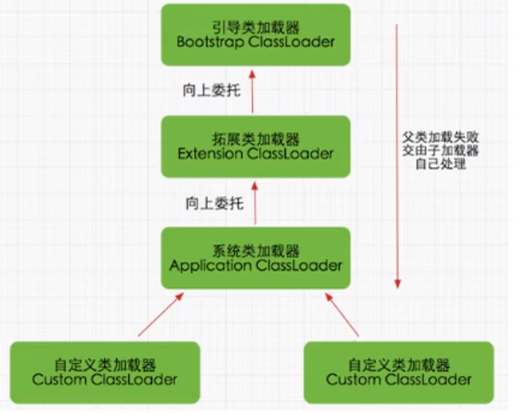 引导类加载器
Bootstrap ClassLoader
向上委托
拓展类加载器
Extension ClassLoader
父类加载失败
交由子加载器
自己处理
向上委托
系统类加载器
Application ClassLoader
自定义类加载器
Custom ClassLoader
自定义类加载器
Custom ClassLoader